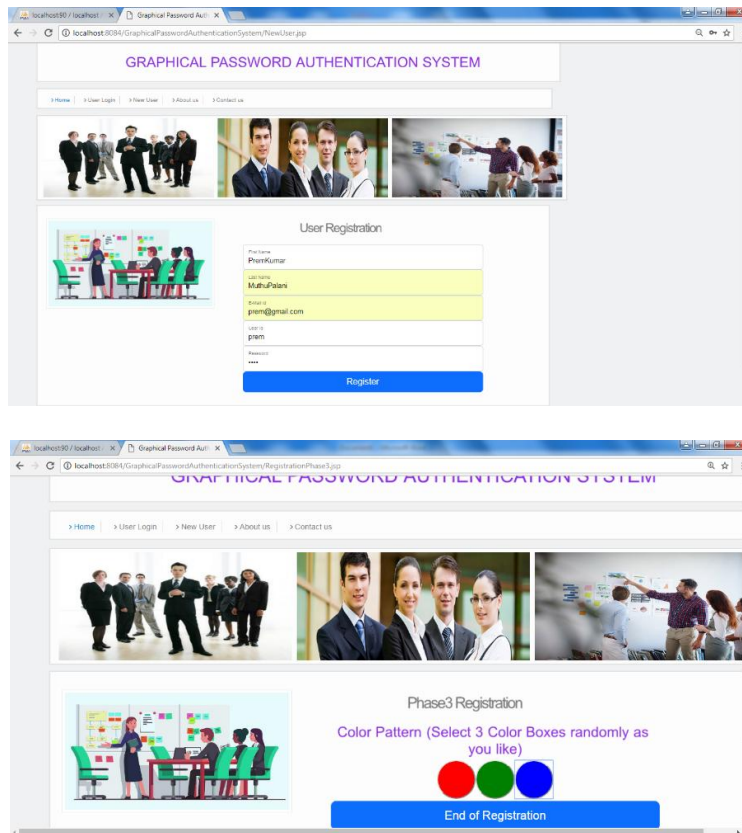 localhost:90 / localhost
Graphical Password Auth
localhost:8084/GraphicalPasswordAuthenticationSystem/NewUser.jsp
GRAPHICAL PASSWORD AUTHENTICATION SYSTEM
> Home > User Login > New User > About us > Contact us
User Registration
First Name
PremKumar
Last Name
MuthuPalani
E-mail id
prem@gmail.com
User id
prem
Password
••••
Register
localhost:90 / localhost
Graphical Password Auth
localhost:8084/GraphicalPasswordAuthenticationSystem/RegistrationPhase3.jsp
GRAPHICAL PASSWORD AUTHENTICATION SYSTEM
> Home > User Login > New User > About us > Contact us
Phase3 Registration
Color Pattern (Select 3 Color Boxes randomly as
you like)
End of Registration